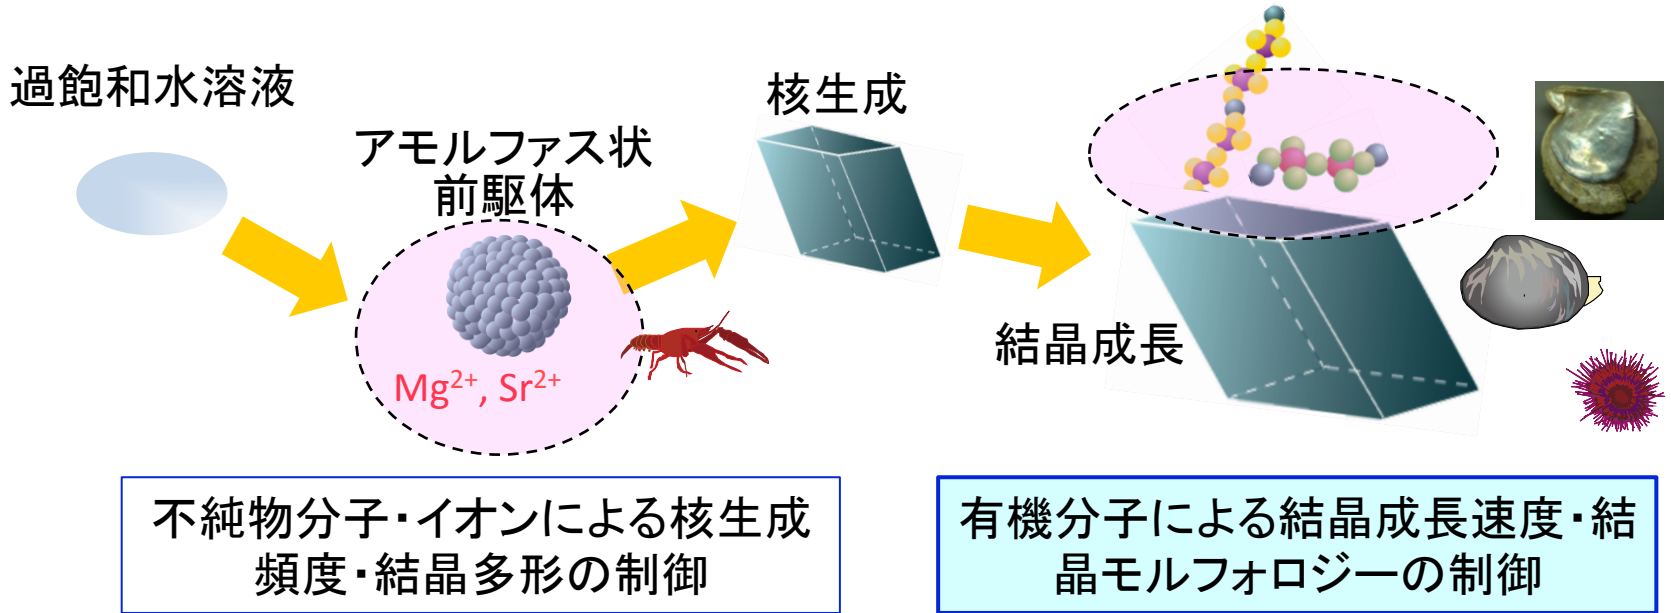 過飽和水溶液
アモルファス状
前駆体
Mg²⁺, Sr²⁺
核生成
結晶成長
不純物分子・イオンによる核生成
頻度・結晶多形の制御
有機分子による結晶成長速度・結
晶モルフォロジーの制御